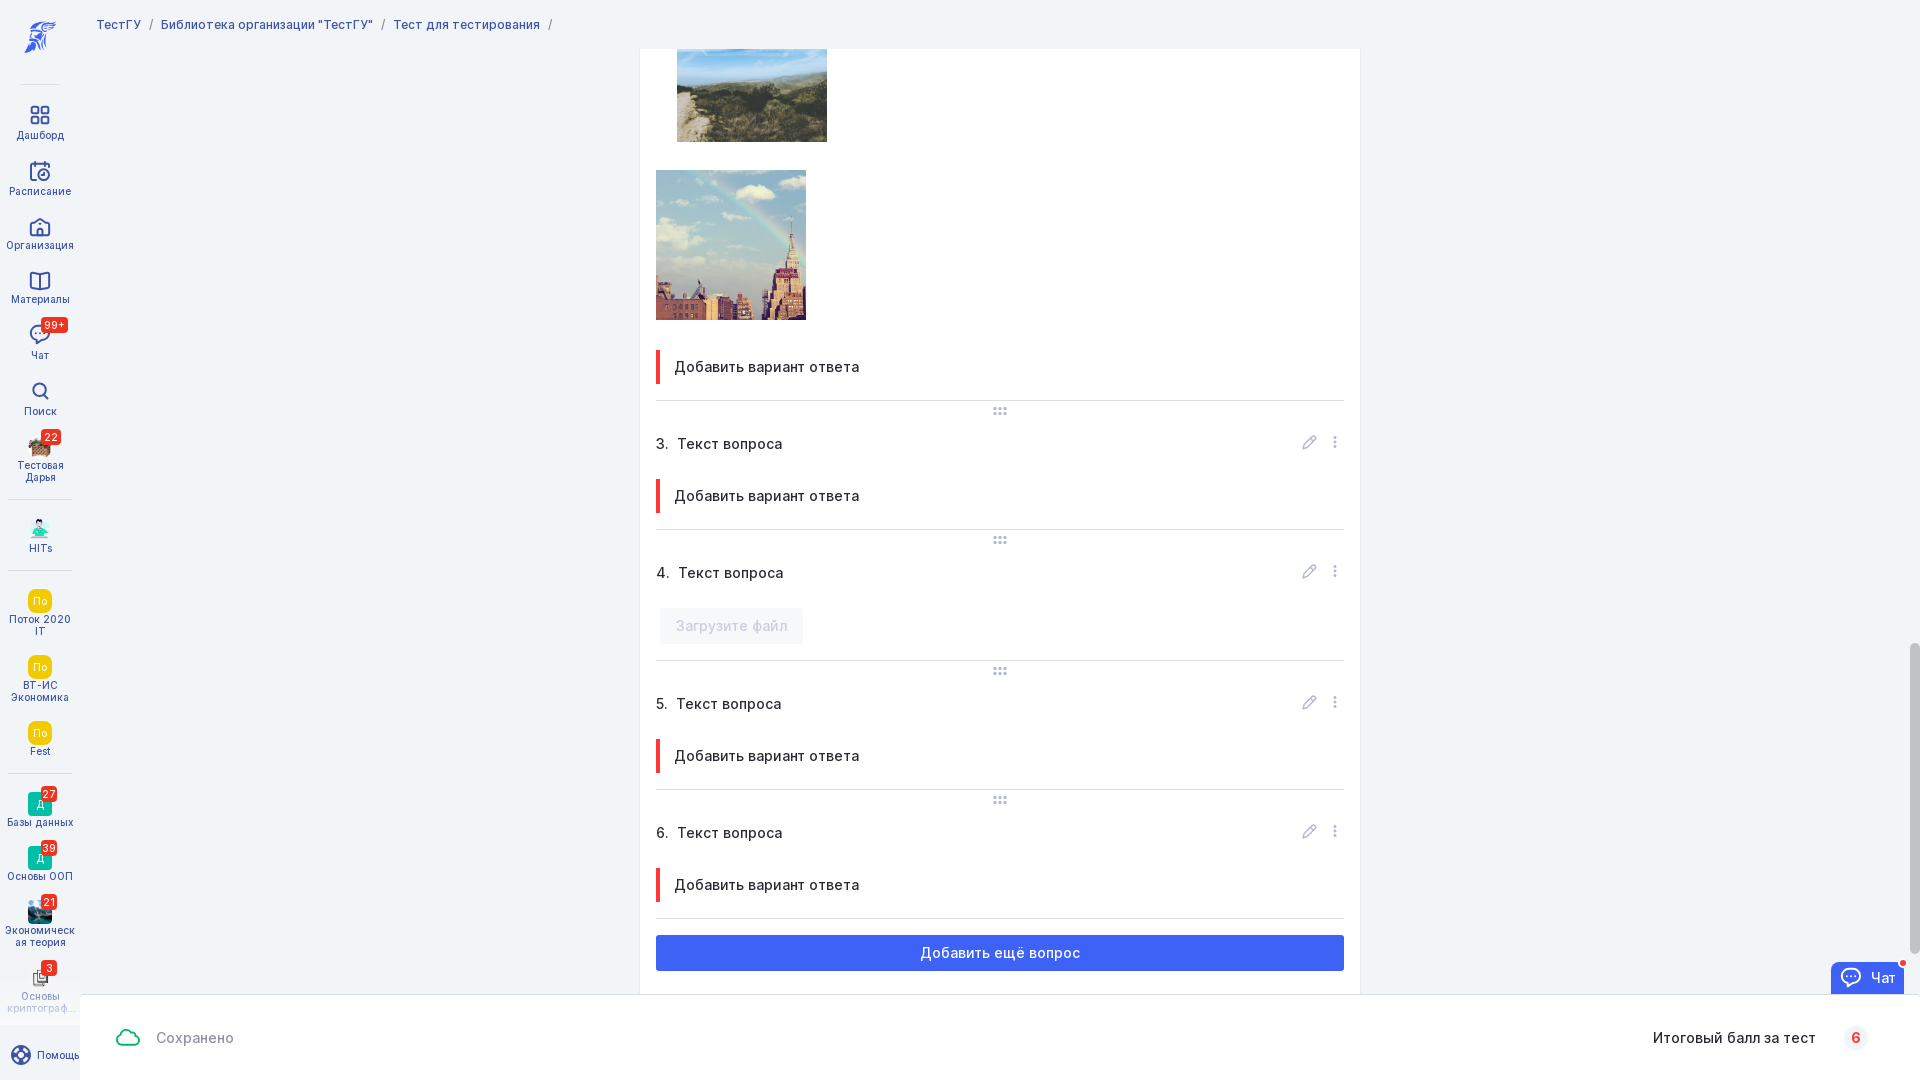 ТестГУ / Библиотека организации "ТестГУ" / Тест для тестирования /
Дашборд
Расписание
Организация
Материалы
99+
Чат
Поиск
22
Тестовая
Дарья
HITs
По
Поток 2020
IT
По
ВТ-ИС
Экономика
По
Fest
27
Д
Базы данных
39
Д
Основы ООП
21
Экономическ
ая теория
3
Основы
криптограф...
Помощь
Добавить вариант ответа
3. Текст вопроса
Добавить вариант ответа
4. Текст вопроса
Загрузите файл
5. Текст вопроса
Добавить вариант ответа
6. Текст вопроса
Добавить вариант ответа
Добавить ещё вопрос
Чат
Сохранено
Итоговый балл за тест 6